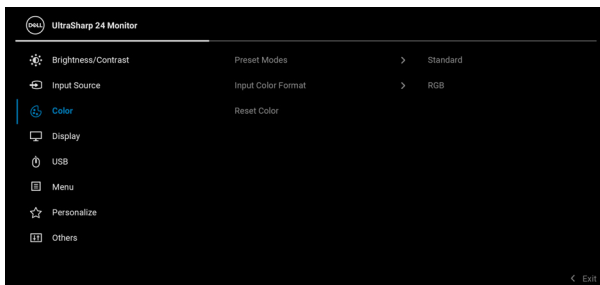 DELL UltraSharp 24 Monitor
Brightness/Contrast Preset Modes > Standard
Input Source Input Color Format > RGB
Color Reset Color
Display
USB
Menu
Personalize
Others
< Exit